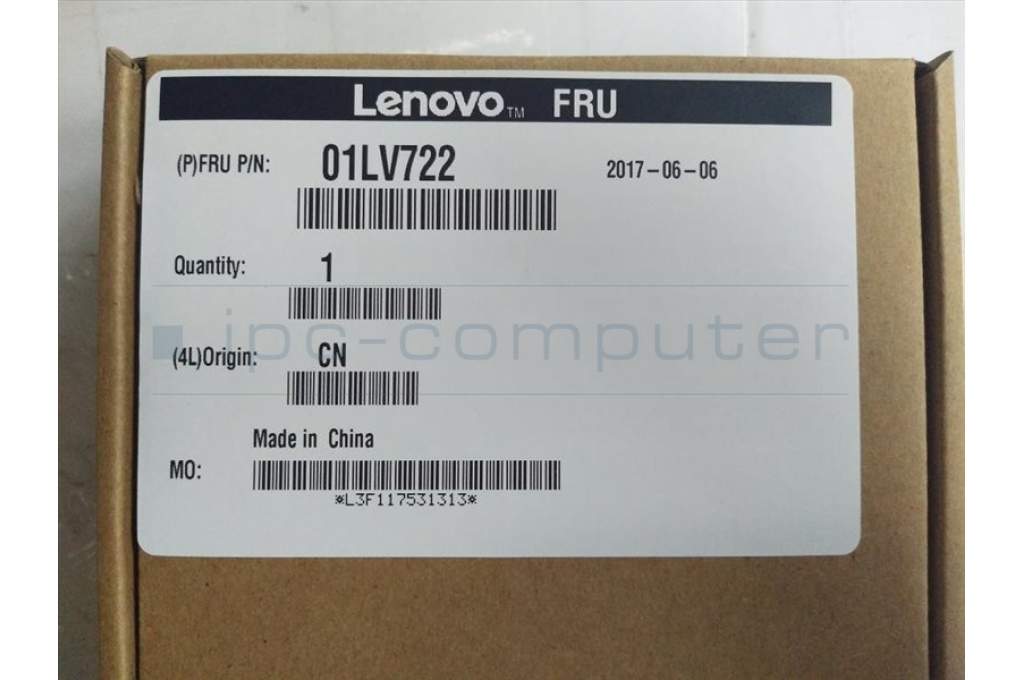 Lenovo™ FRU
(P)FRU P/N: 01LV722 2017-06-06
Quantity: 1
ipc-computer
(4L)Origin: CN
Made in China
MO:
*L3F117531313*